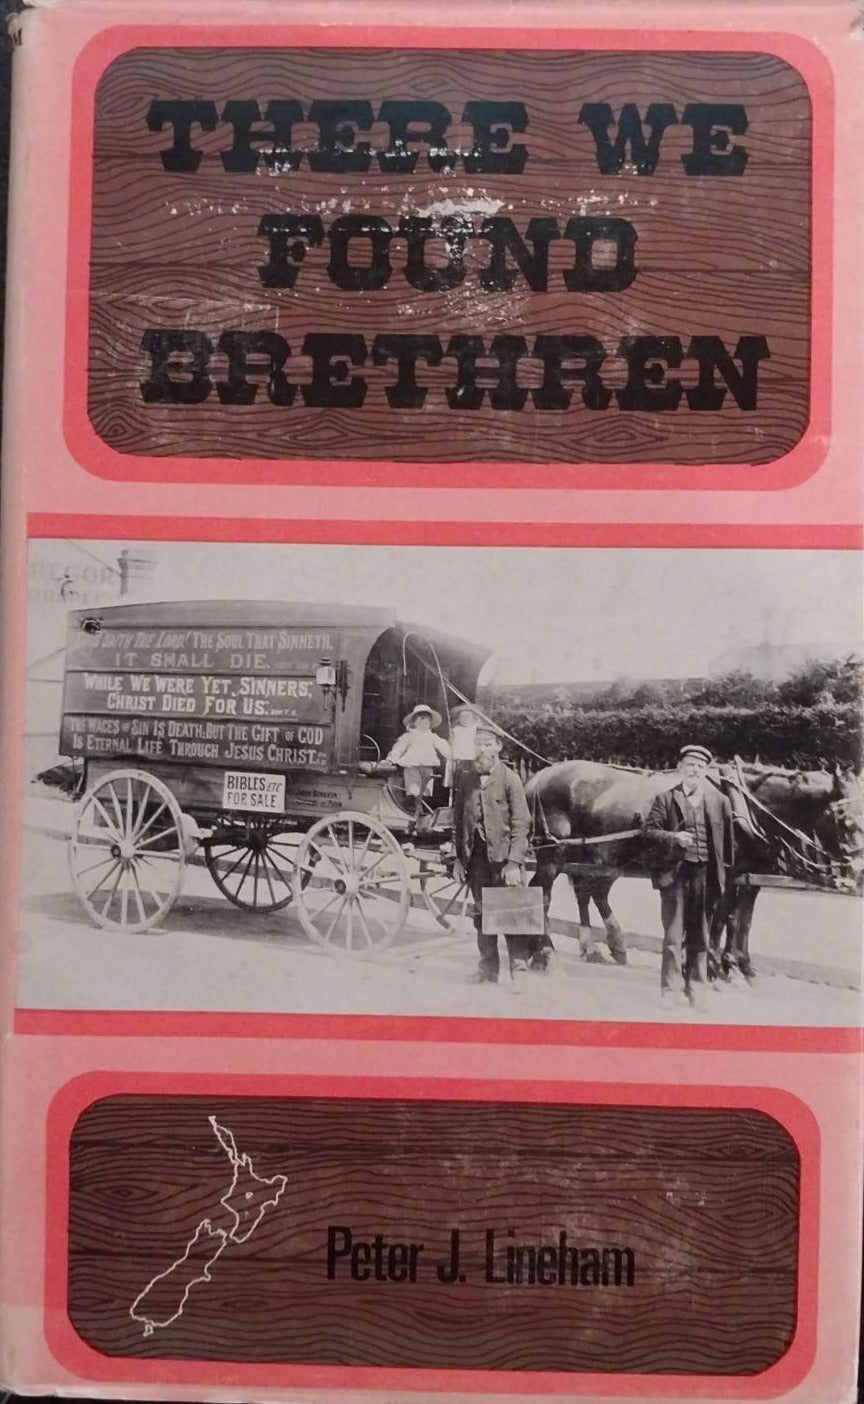 THERE WE
FOUND
BRETHREN
SAITH THE LORD! THE SOUL THAT SINNETH,
IT SHALL DIE.
WHILE WE WERE YET SINNERS,
CHRIST DIED FOR US.
THE WAGES OF SIN IS DEATH; BUT THE GIFT OF GOD
IS ETERNAL LIFE THROUGH JESUS CHRIST
BIBLES ETC
FOR SALE
Peter J. Lineham